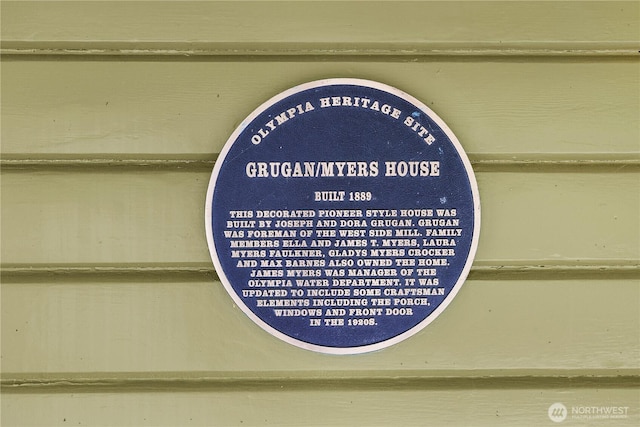 OLYMPIA HERITAGE SITE
GRUGAN/MYERS HOUSE
BUILT 1889
THIS DECORATED PIONEER STYLE HOUSE WAS
BUILT BY JOSEPH AND DORA GRUGAN. GRUGAN
WAS FOREMAN OF THE WEST SIDE MILL. FAMILY
MEMBERS ELLA AND JAMES T. MYERS, LAURA
MYERS FAULKNER, GLADYS MYERS CROCKER
AND MAX BARNES ALSO OWNED THE HOME.
JAMES MYERS WAS MANAGER OF THE
OLYMPIA WATER DEPARTMENT. IT WAS
UPDATED TO INCLUDE SOME CRAFTSMAN
ELEMENTS INCLUDING THE PORCH,
WINDOWS AND FRONT DOOR
IN THE 1920S.
NORTHWEST